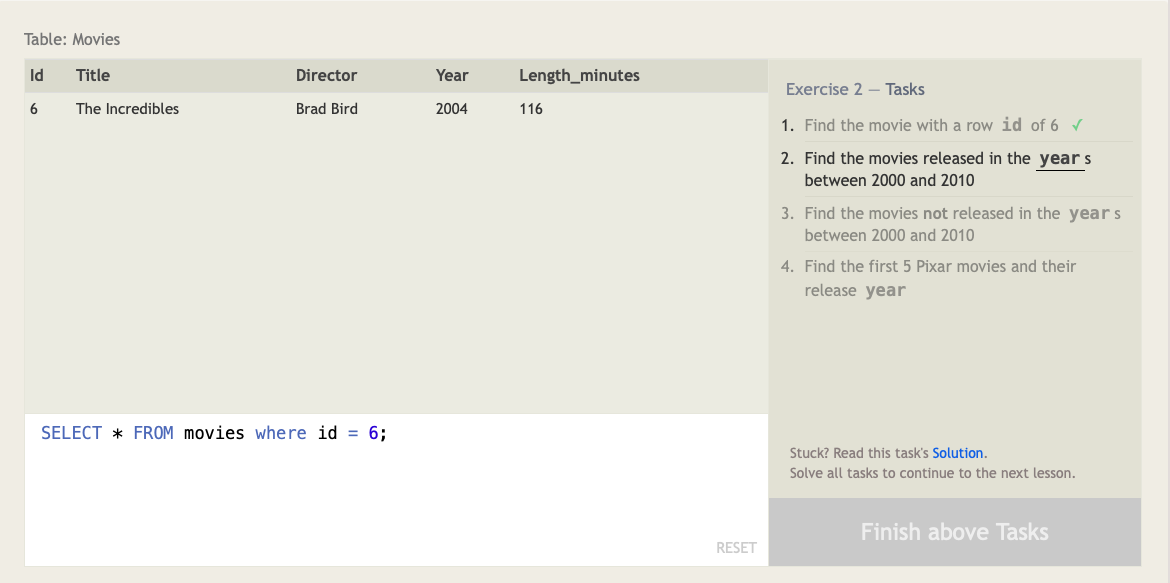 Table: Movies
Id Title Director Year Length_minutes
6 The Incredibles Brad Bird 2004 116
SELECT * FROM movies where id = 6;
RESET
Exercise 2 — Tasks
1. Find the movie with a row id of 6 ✓
2. Find the movies released in the year s
between 2000 and 2010
3. Find the movies not released in the year s
between 2000 and 2010
4. Find the first 5 Pixar movies and their
release year
Stuck? Read this task's Solution.
Solve all tasks to continue to the next lesson.
Finish above Tasks